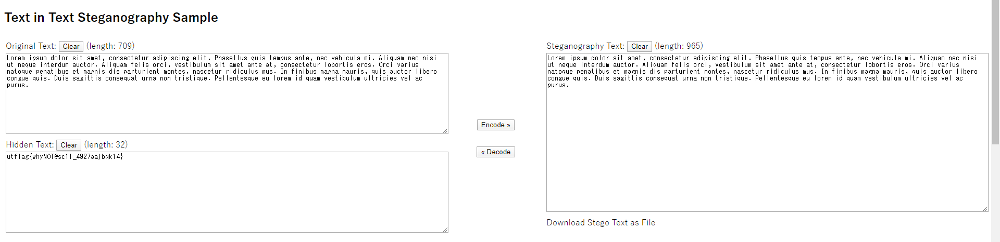 Text in Text Steganography Sample
Original Text: Clear (length: 709)
Lorem ipsum dolor sit amet, consectetur adipiscing elit. Phasellus quis tempus ante, nec vehicula mi. Aliquam nec nisi
ut neque interdum auctor. Aliquam felis orci, vestibulum sit amet ante at, consectetur lobortis eros. Orci varius
natoque penatibus et magnis dis parturient montes, nascetur ridiculus mus. In finibus magna mauris, quis auctor libero
congue quis. Duis sagittis consequat urna non tristique. Pellentesque eu lorem id quam vestibulum ultricies vel ac
purus.
Hidden Text: Clear (length: 32)
utflag{whyNOT@sc11_4927aajbqk14}
Encode »
« Decode
Steganography Text: Clear (length: 965)
Lorem ipsum dolor sit amet, consectetur adipiscing elit. Phasellus quis tempus ante, nec vehicula mi. Aliquam nec nisi
ut neque interdum auctor. Aliquam felis orci, vestibulum sit amet ante at, consectetur lobortis eros. Orci varius
natoque penatibus et magnis dis parturient montes, nascetur ridiculus mus. In finibus magna mauris, quis auctor libero
congue quis. Duis sagittis consequat urna non tristique. Pellentesque eu lorem id quam vestibulum ultricies vel ac
purus.
Download Stego Text as File